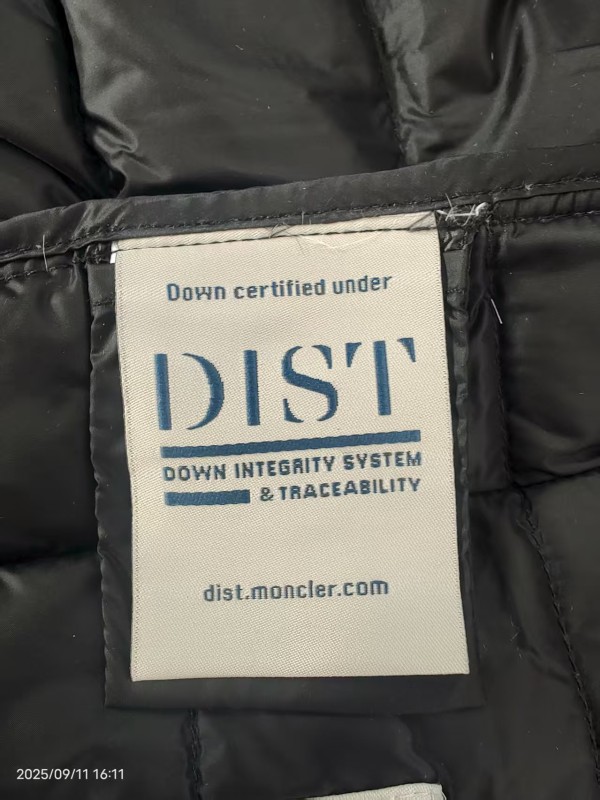 Down certified under
DIST
DOWN INTEGRITY SYSTEM
& TRACEABILITY
dist.moncler.com
2025/09/11 16:11